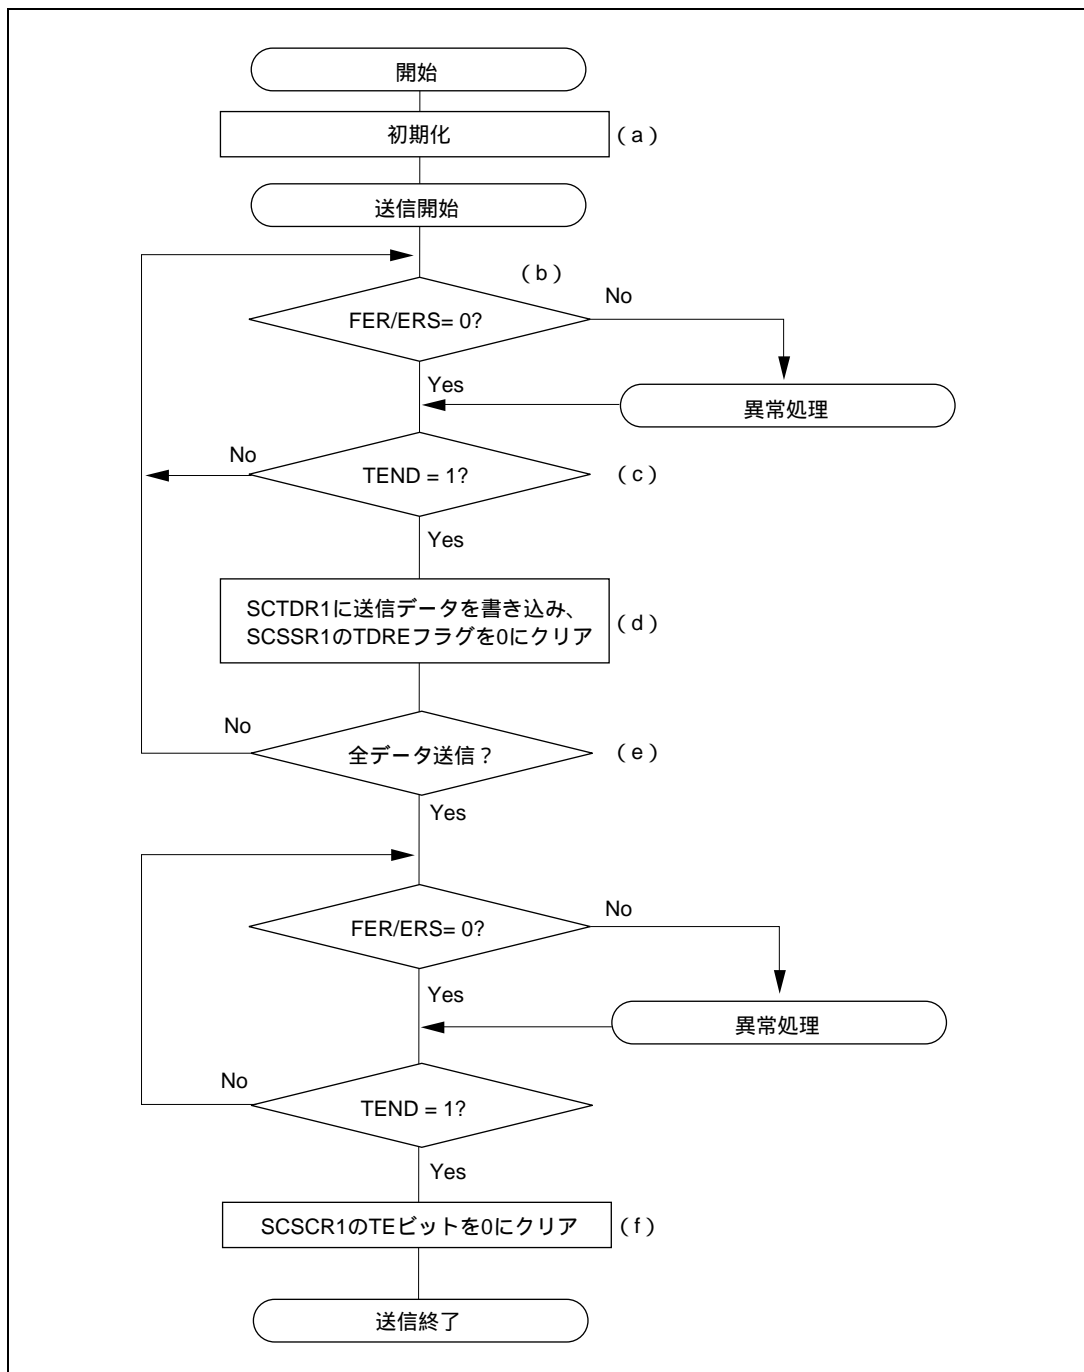 開始
初期化 (a)
送信開始
(b)
FER/ERS= 0?
No
Yes
異常処理
No
TEND = 1? (c)
Yes
SCTDR1に送信データを書き込み、
SCSSR1のTDREフラグを0にクリア (d)
No
全データ送信？ (e)
Yes
FER/ERS= 0?
No
Yes
異常処理
No
TEND = 1?
Yes
SCSCR1のTEビットを0にクリア (f)
送信終了